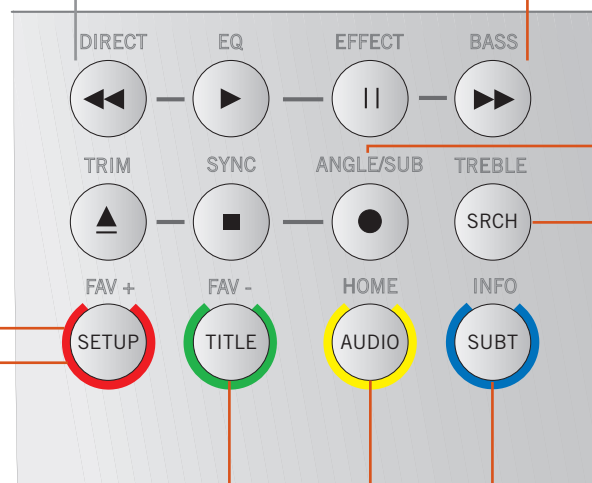 DIRECT EQ EFFECT BASS
TRIM SYNC ANGLE/SUB TREBLE
SRCH
FAV + FAV - HOME INFO
SETUP TITLE AUDIO SUBT